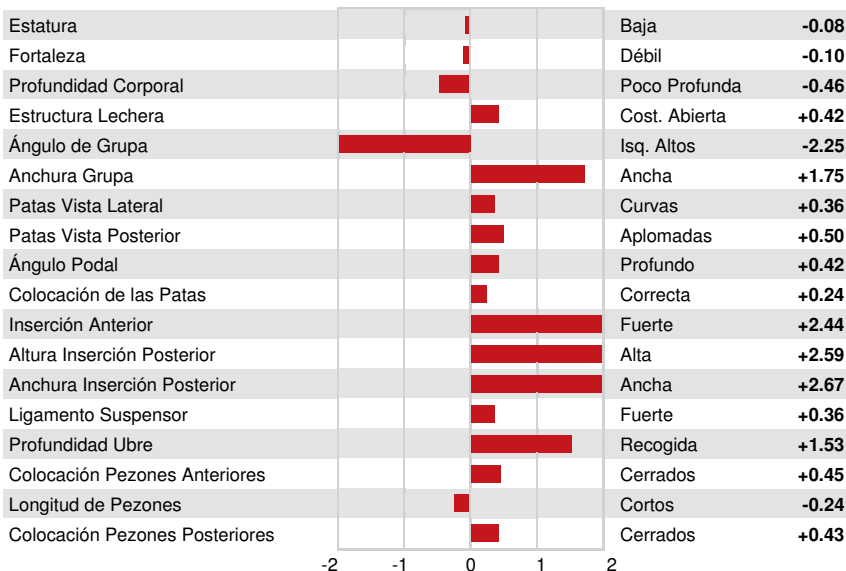 Estatura Baja -0.08
Fortaleza Débil -0.10
Profundidad Corporal Poco Profunda -0.46
Estructura Lechera Cost. Abierta +0.42
Ángulo de Grupa Isq. Altos -2.25
Anchura Grupa Ancha +1.75
Patas Vista Lateral Curvas +0.36
Patas Vista Posterior Aplomadas +0.50
Ángulo Podal Profundo +0.42
Colocación de las Patas Correcta +0.24
Inserción Anterior Fuerte +2.44
Altura Inserción Posterior Alta +2.59
Anchura Inserción Posterior Ancha +2.67
Ligamento Suspensor Fuerte +0.36
Profundidad Ubre Recogida +1.53
Colocación Pezones Anteriores Cerrados +0.45
Longitud de Pezones Cortos -0.24
Colocación Pezones Posteriores Cerrados +0.43
-2 -1 0 1 2